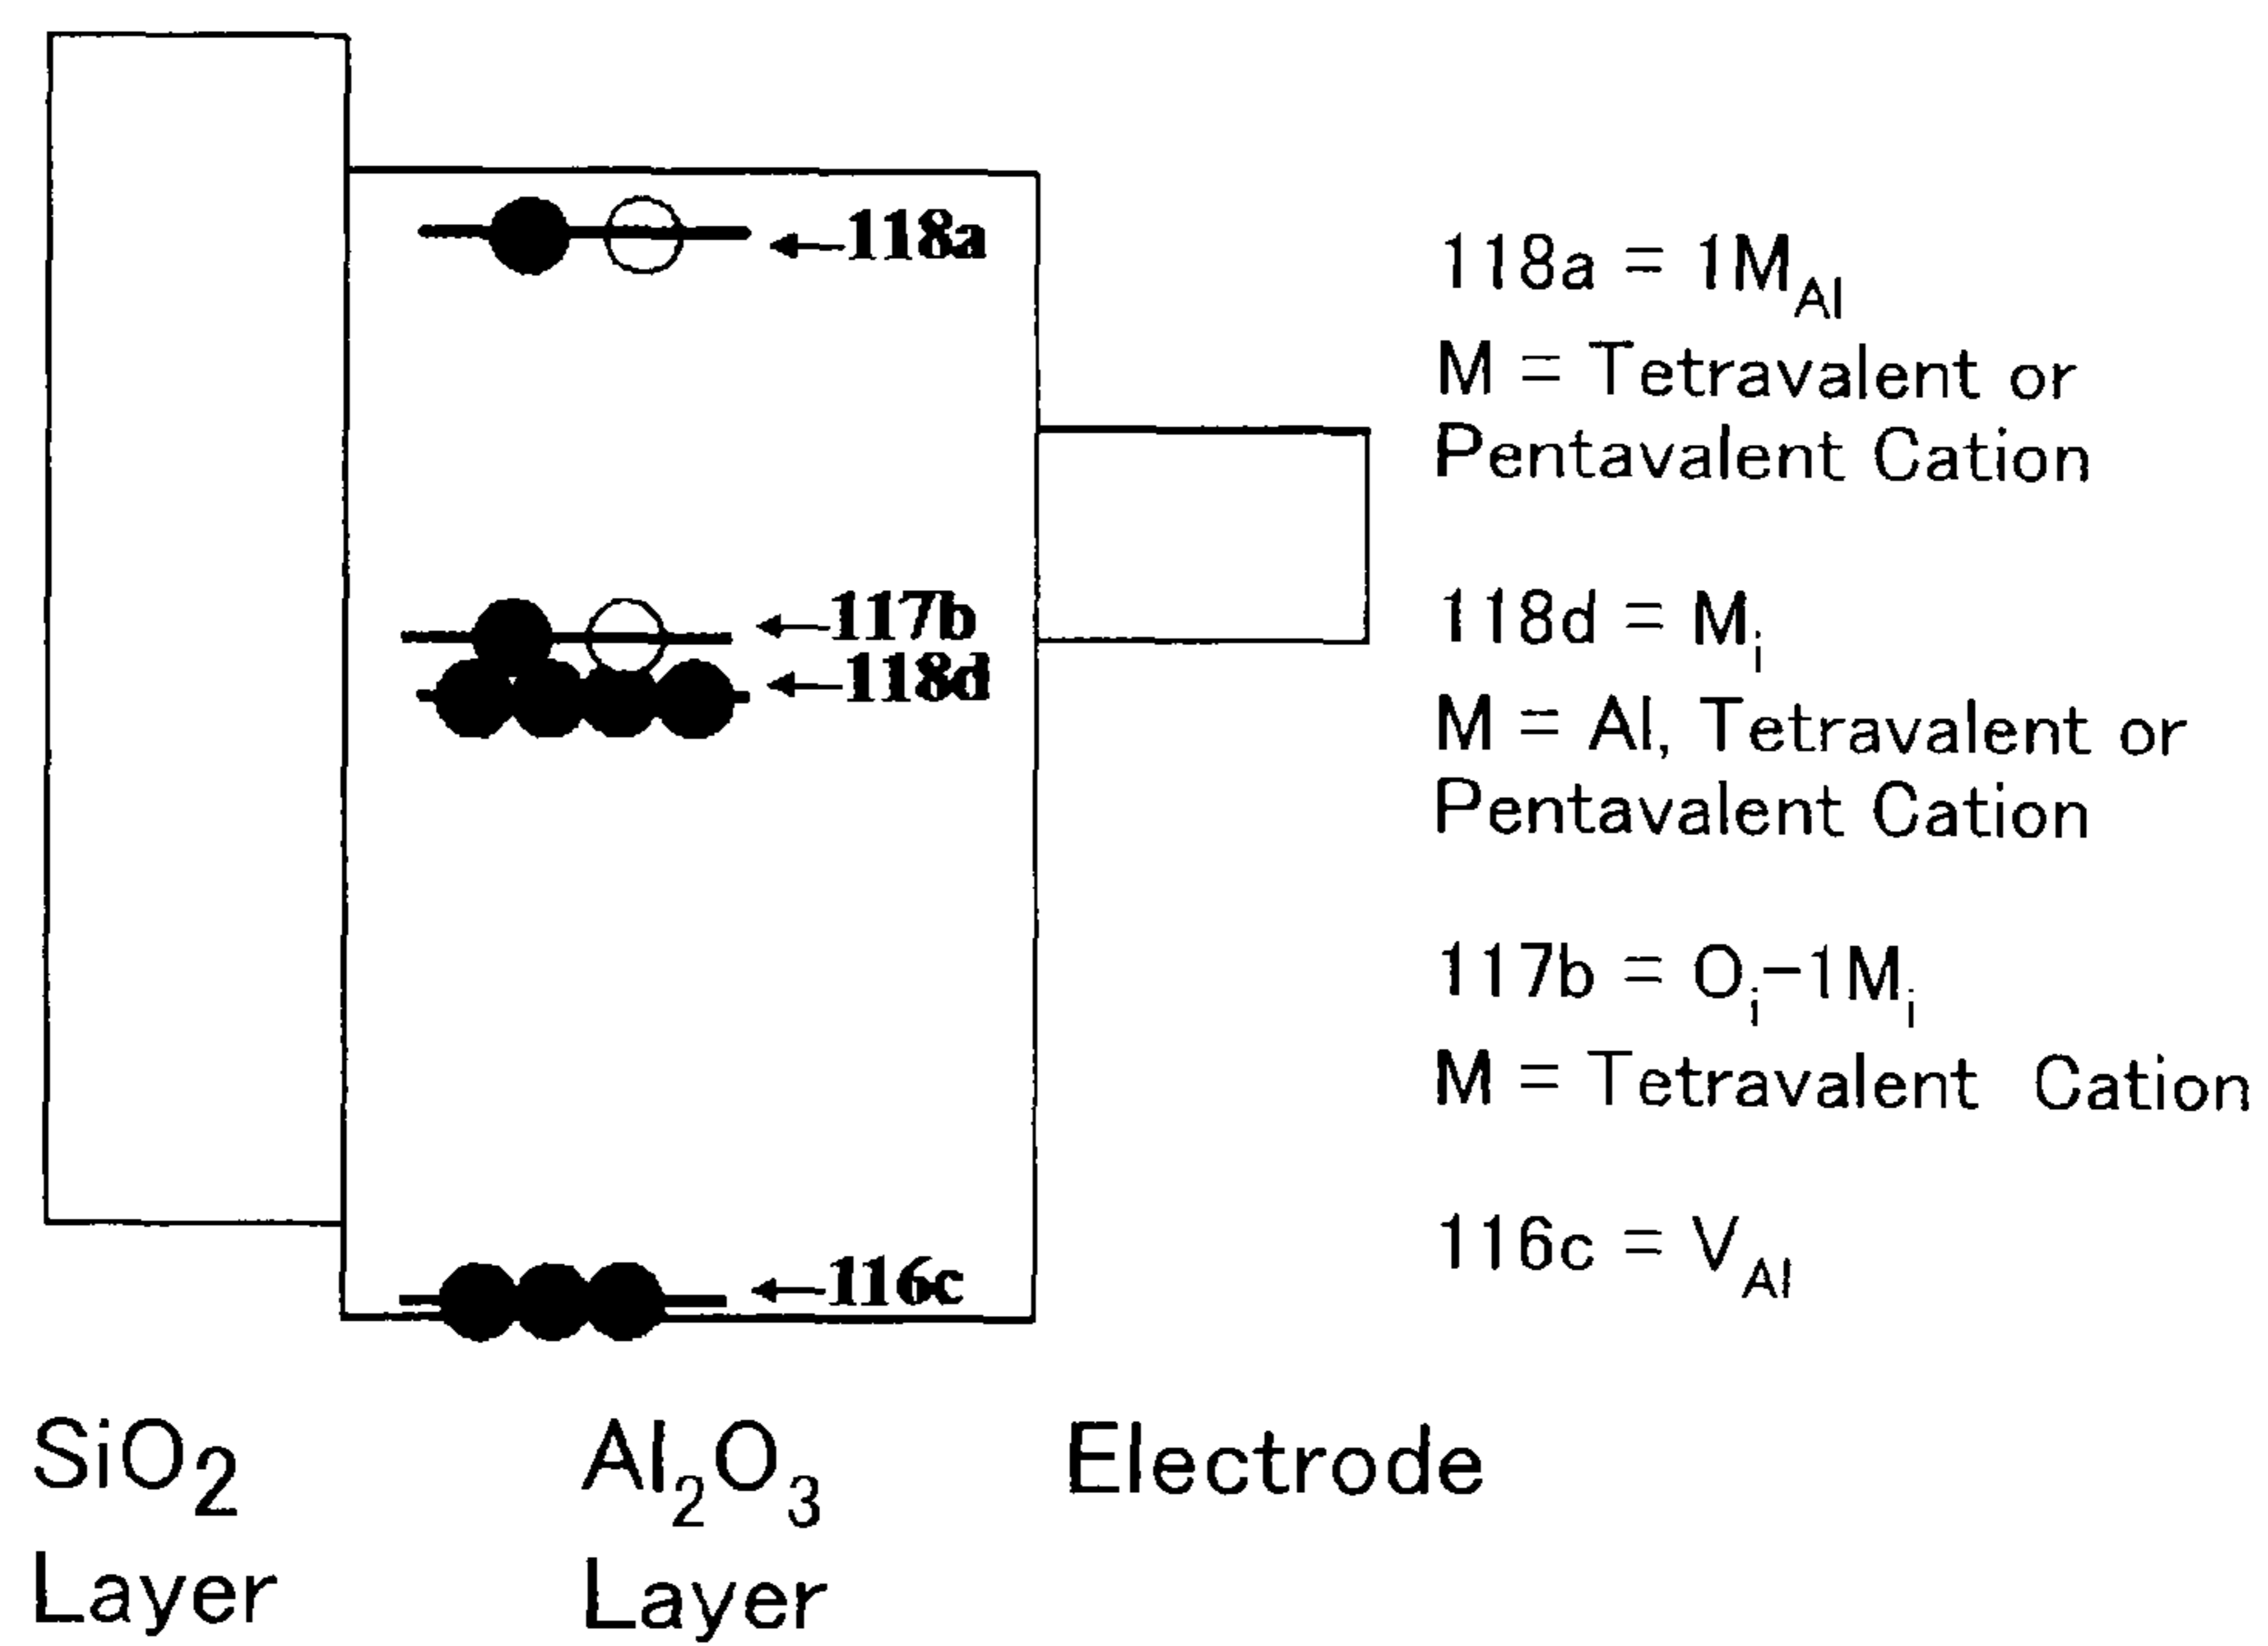 118a
117b
118d
116c
118a = 1M_Al
M = Tetravalent or
Pentavalent Cation
118d = M_i
M = Al, Tetravalent or
Pentavalent Cation
117b = O_i-1M_i
M = Tetravalent Cation
116c = V_Al
SiO2
Layer
Al2O3
Layer
Electrode